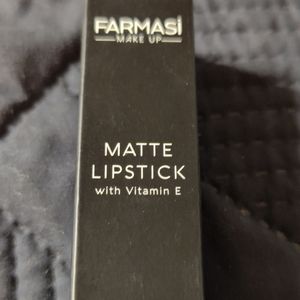 FARMASi
MAKE UP
MATTE
LIPSTICK
with Vitamin E